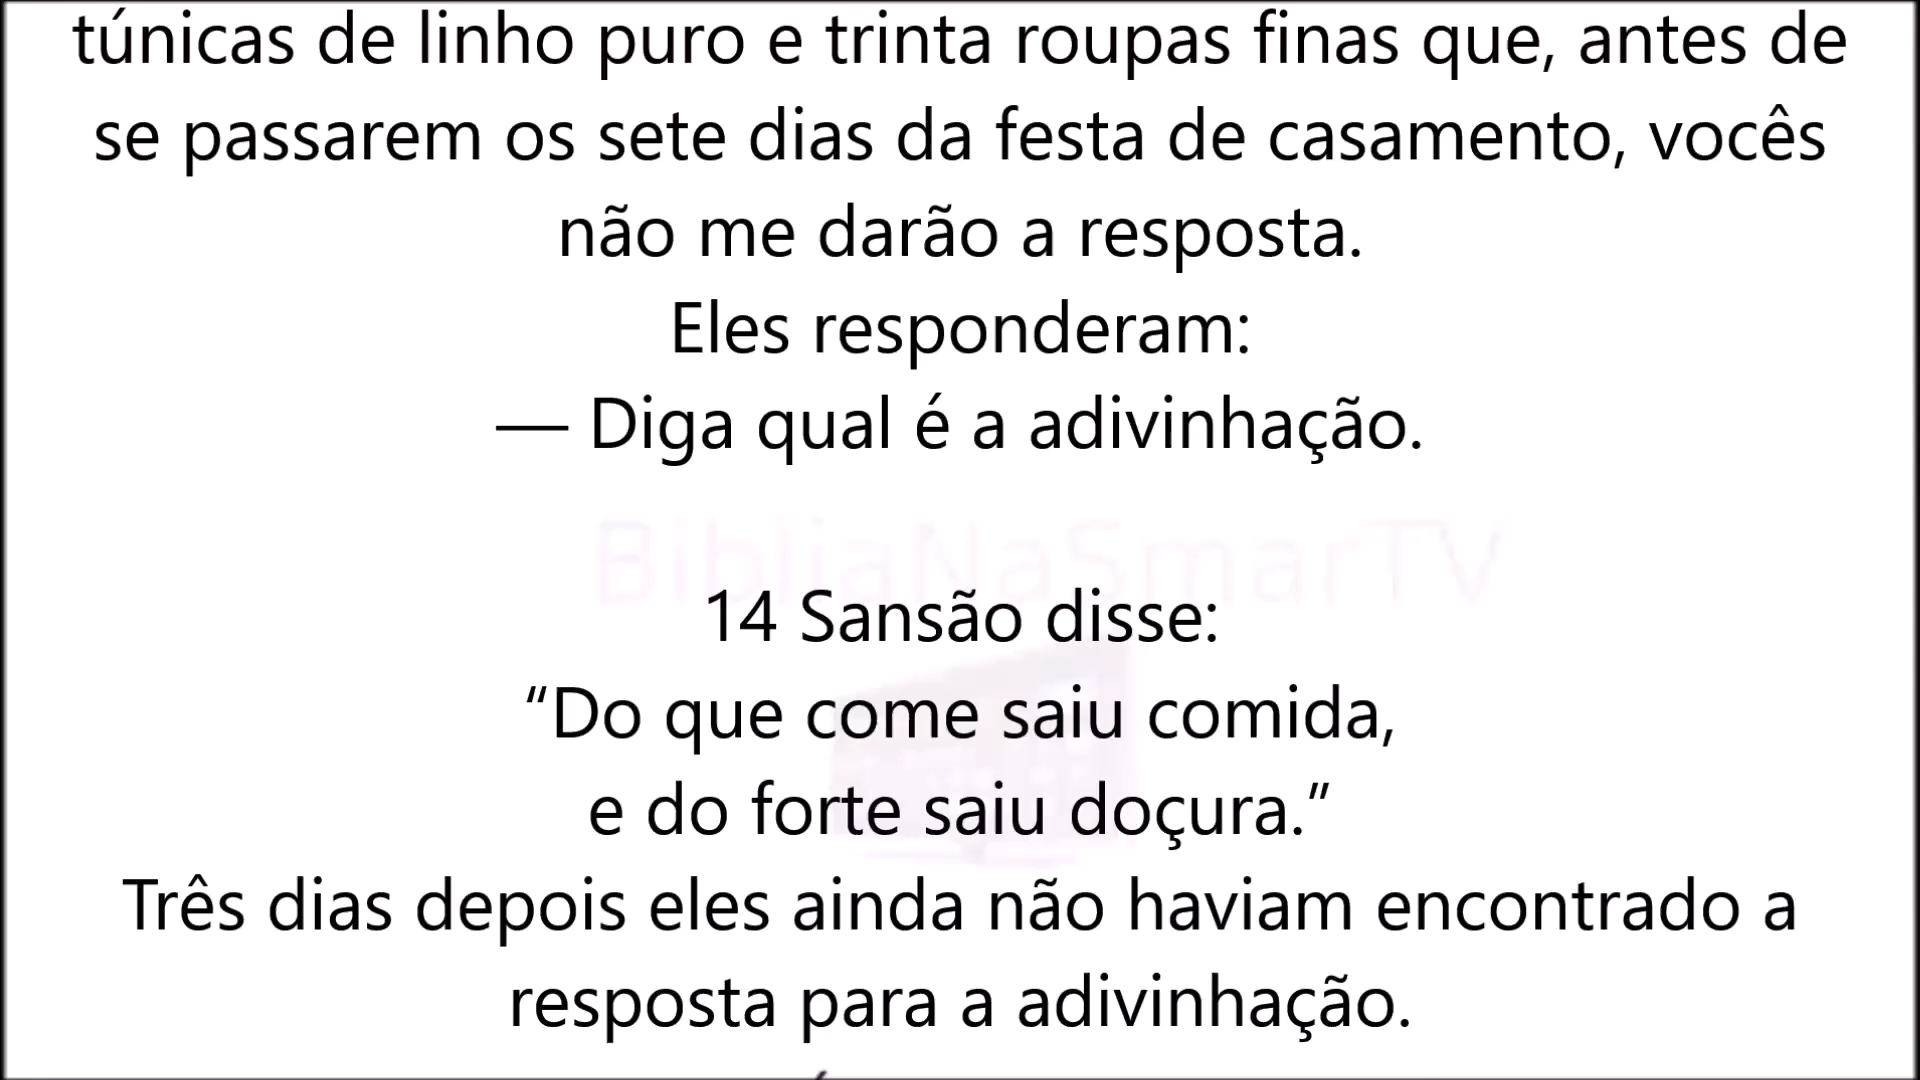 túnicas de linho puro e trinta roupas finas que, antes de
se passarem os sete dias da festa de casamento, vocês
não me darão a resposta.
Eles responderam:
— Diga qual é a adivinhação.
BibliaNaSmarTV
14 Sansão disse:
“Do que come saiu comida,
e do forte saiu doçura.”
Três dias depois eles ainda não haviam encontrado a
resposta para a adivinhação.